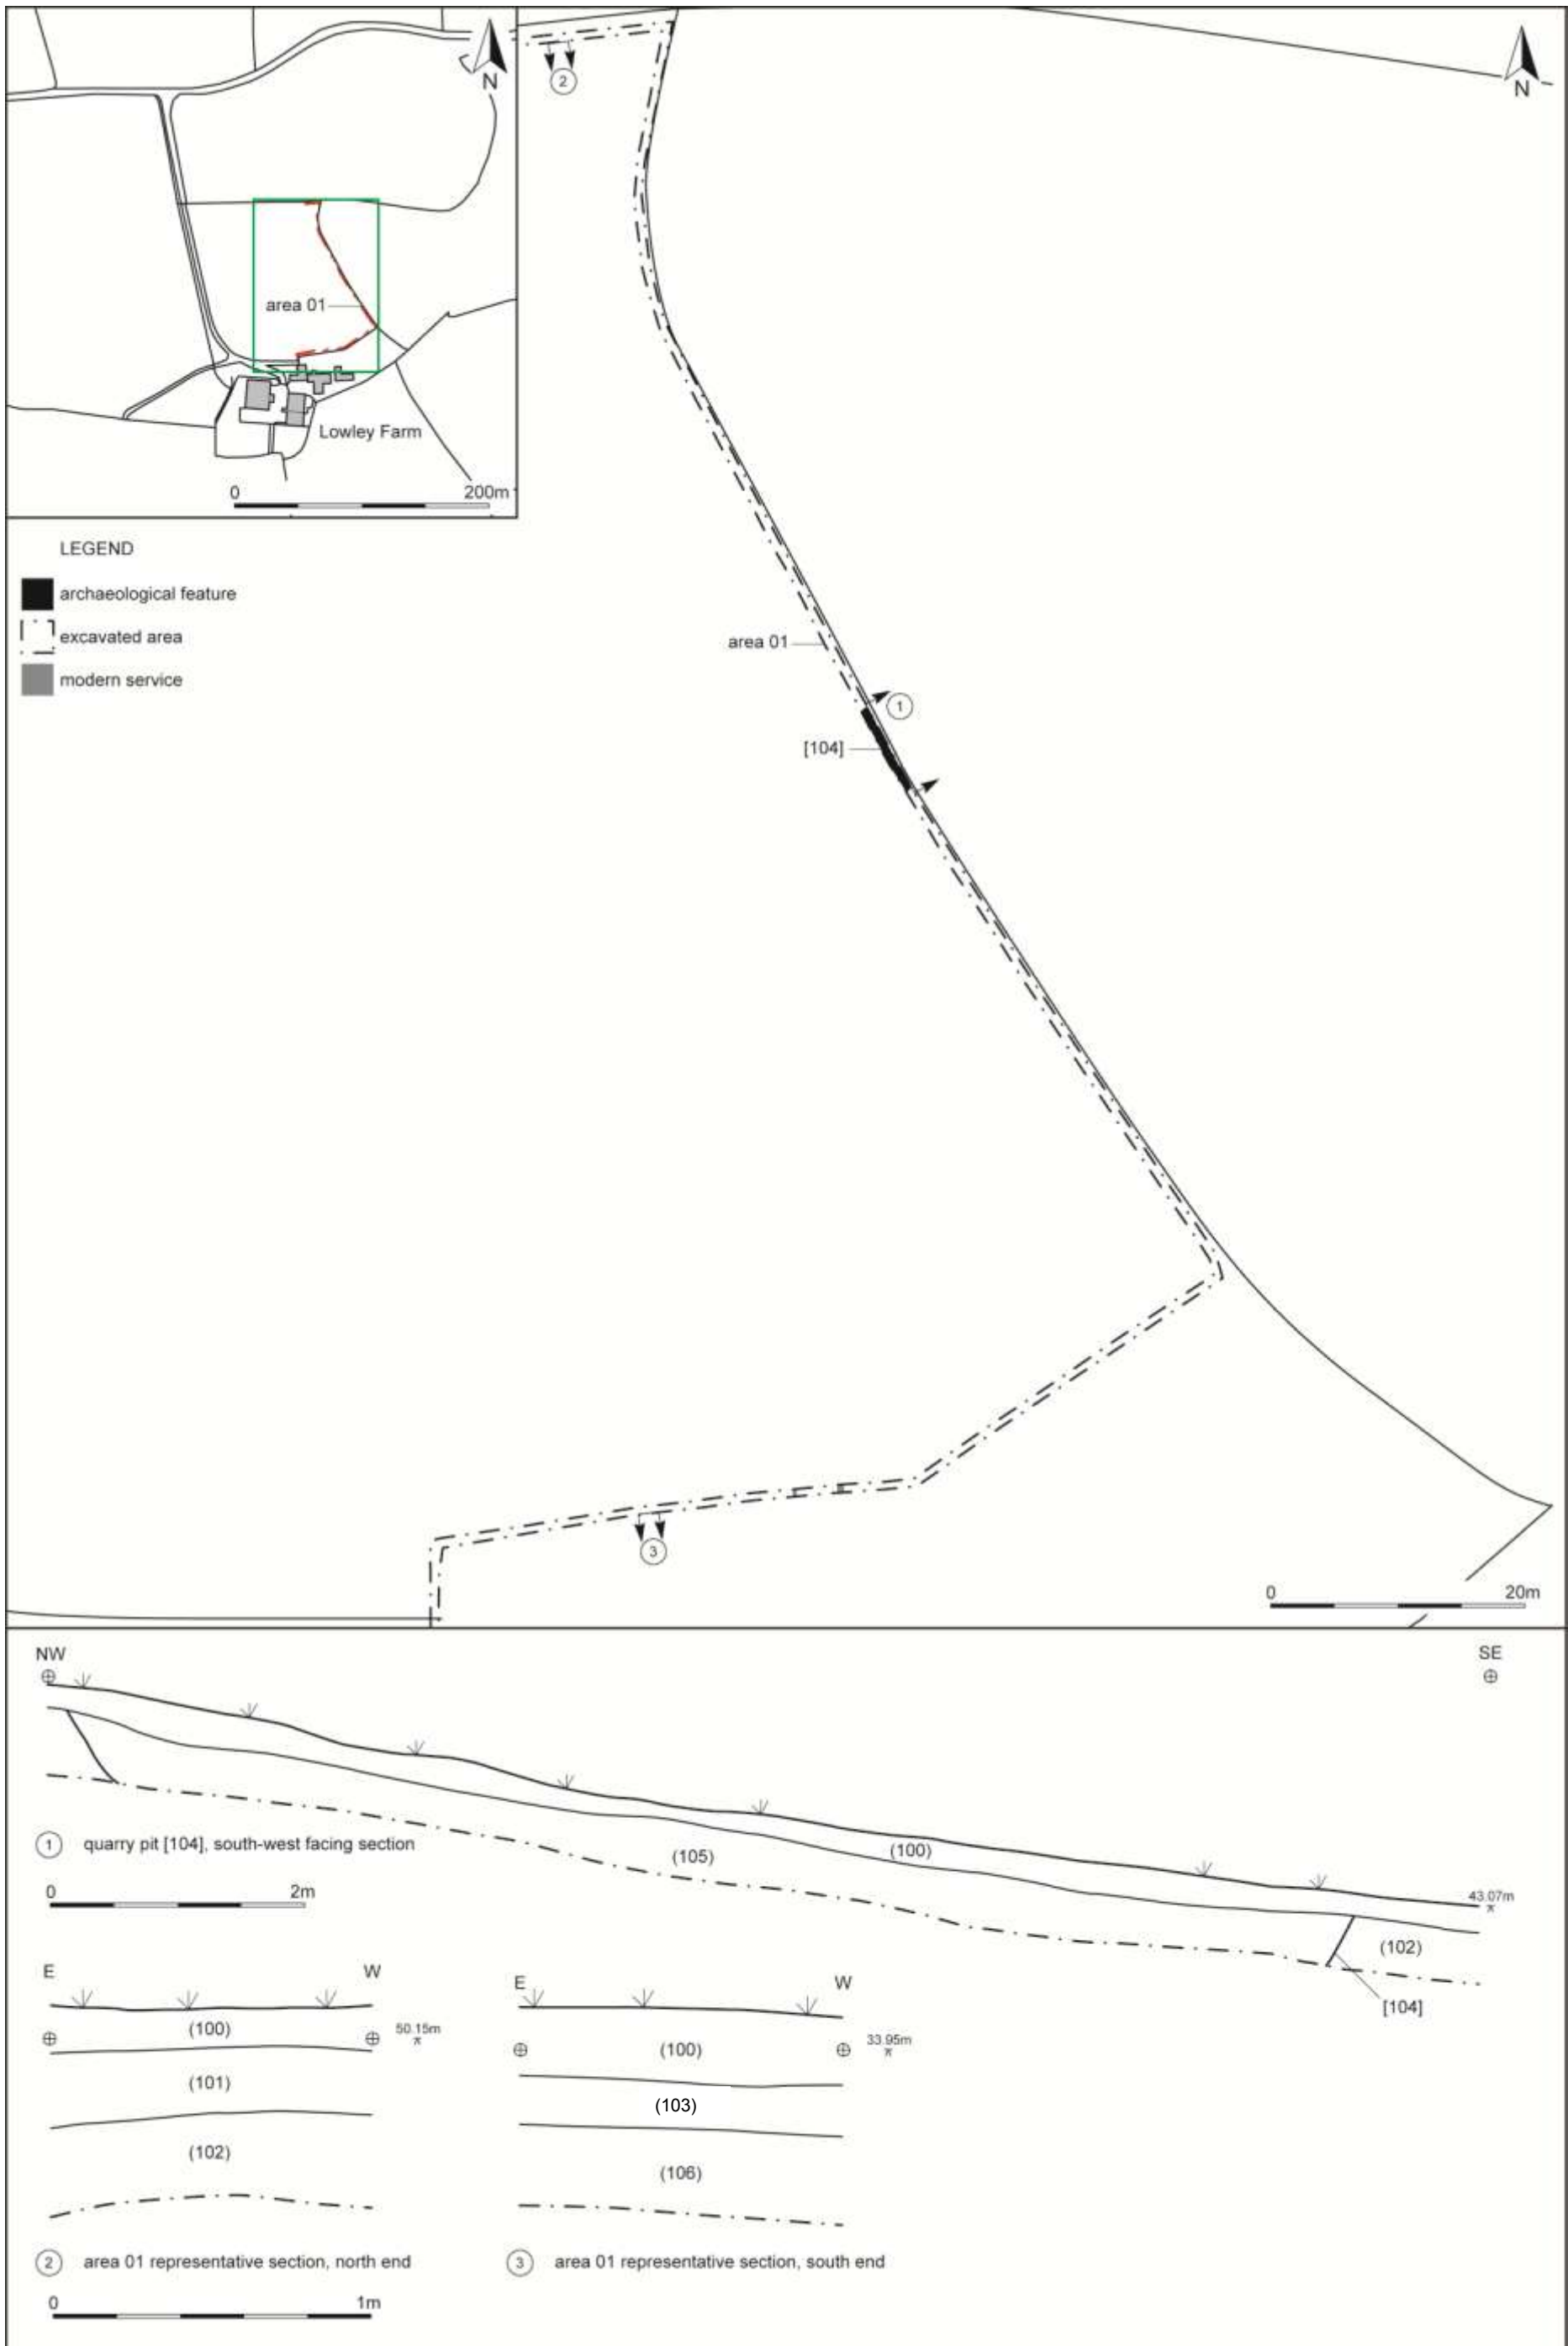 N
area 01
Lowley Farm
0 200m
N
2
LEGEND
archaeological feature
excavated area
modern service
area 01
1
[104]
3
0 20m
NW SE
(100)
(105)
43.07m
(102)
[104]
1 quarry pit [104], south-west facing section
0 2m
E W
50.15m
(100)
(101)
(102)
E W
33.95m
(100)
(103)
(106)
2 area 01 representative section, north end
3 area 01 representative section, south end
0 1m